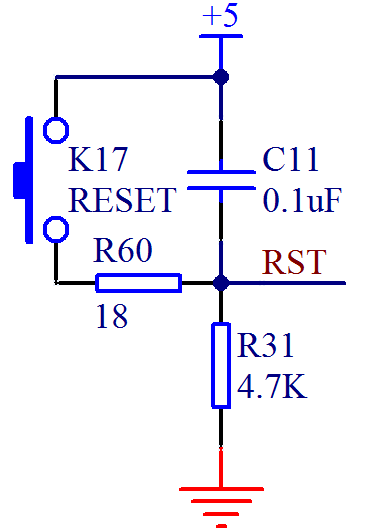 +5
K17
RESET
C11
0.1uF
R60
18
RST
R31
4.7K